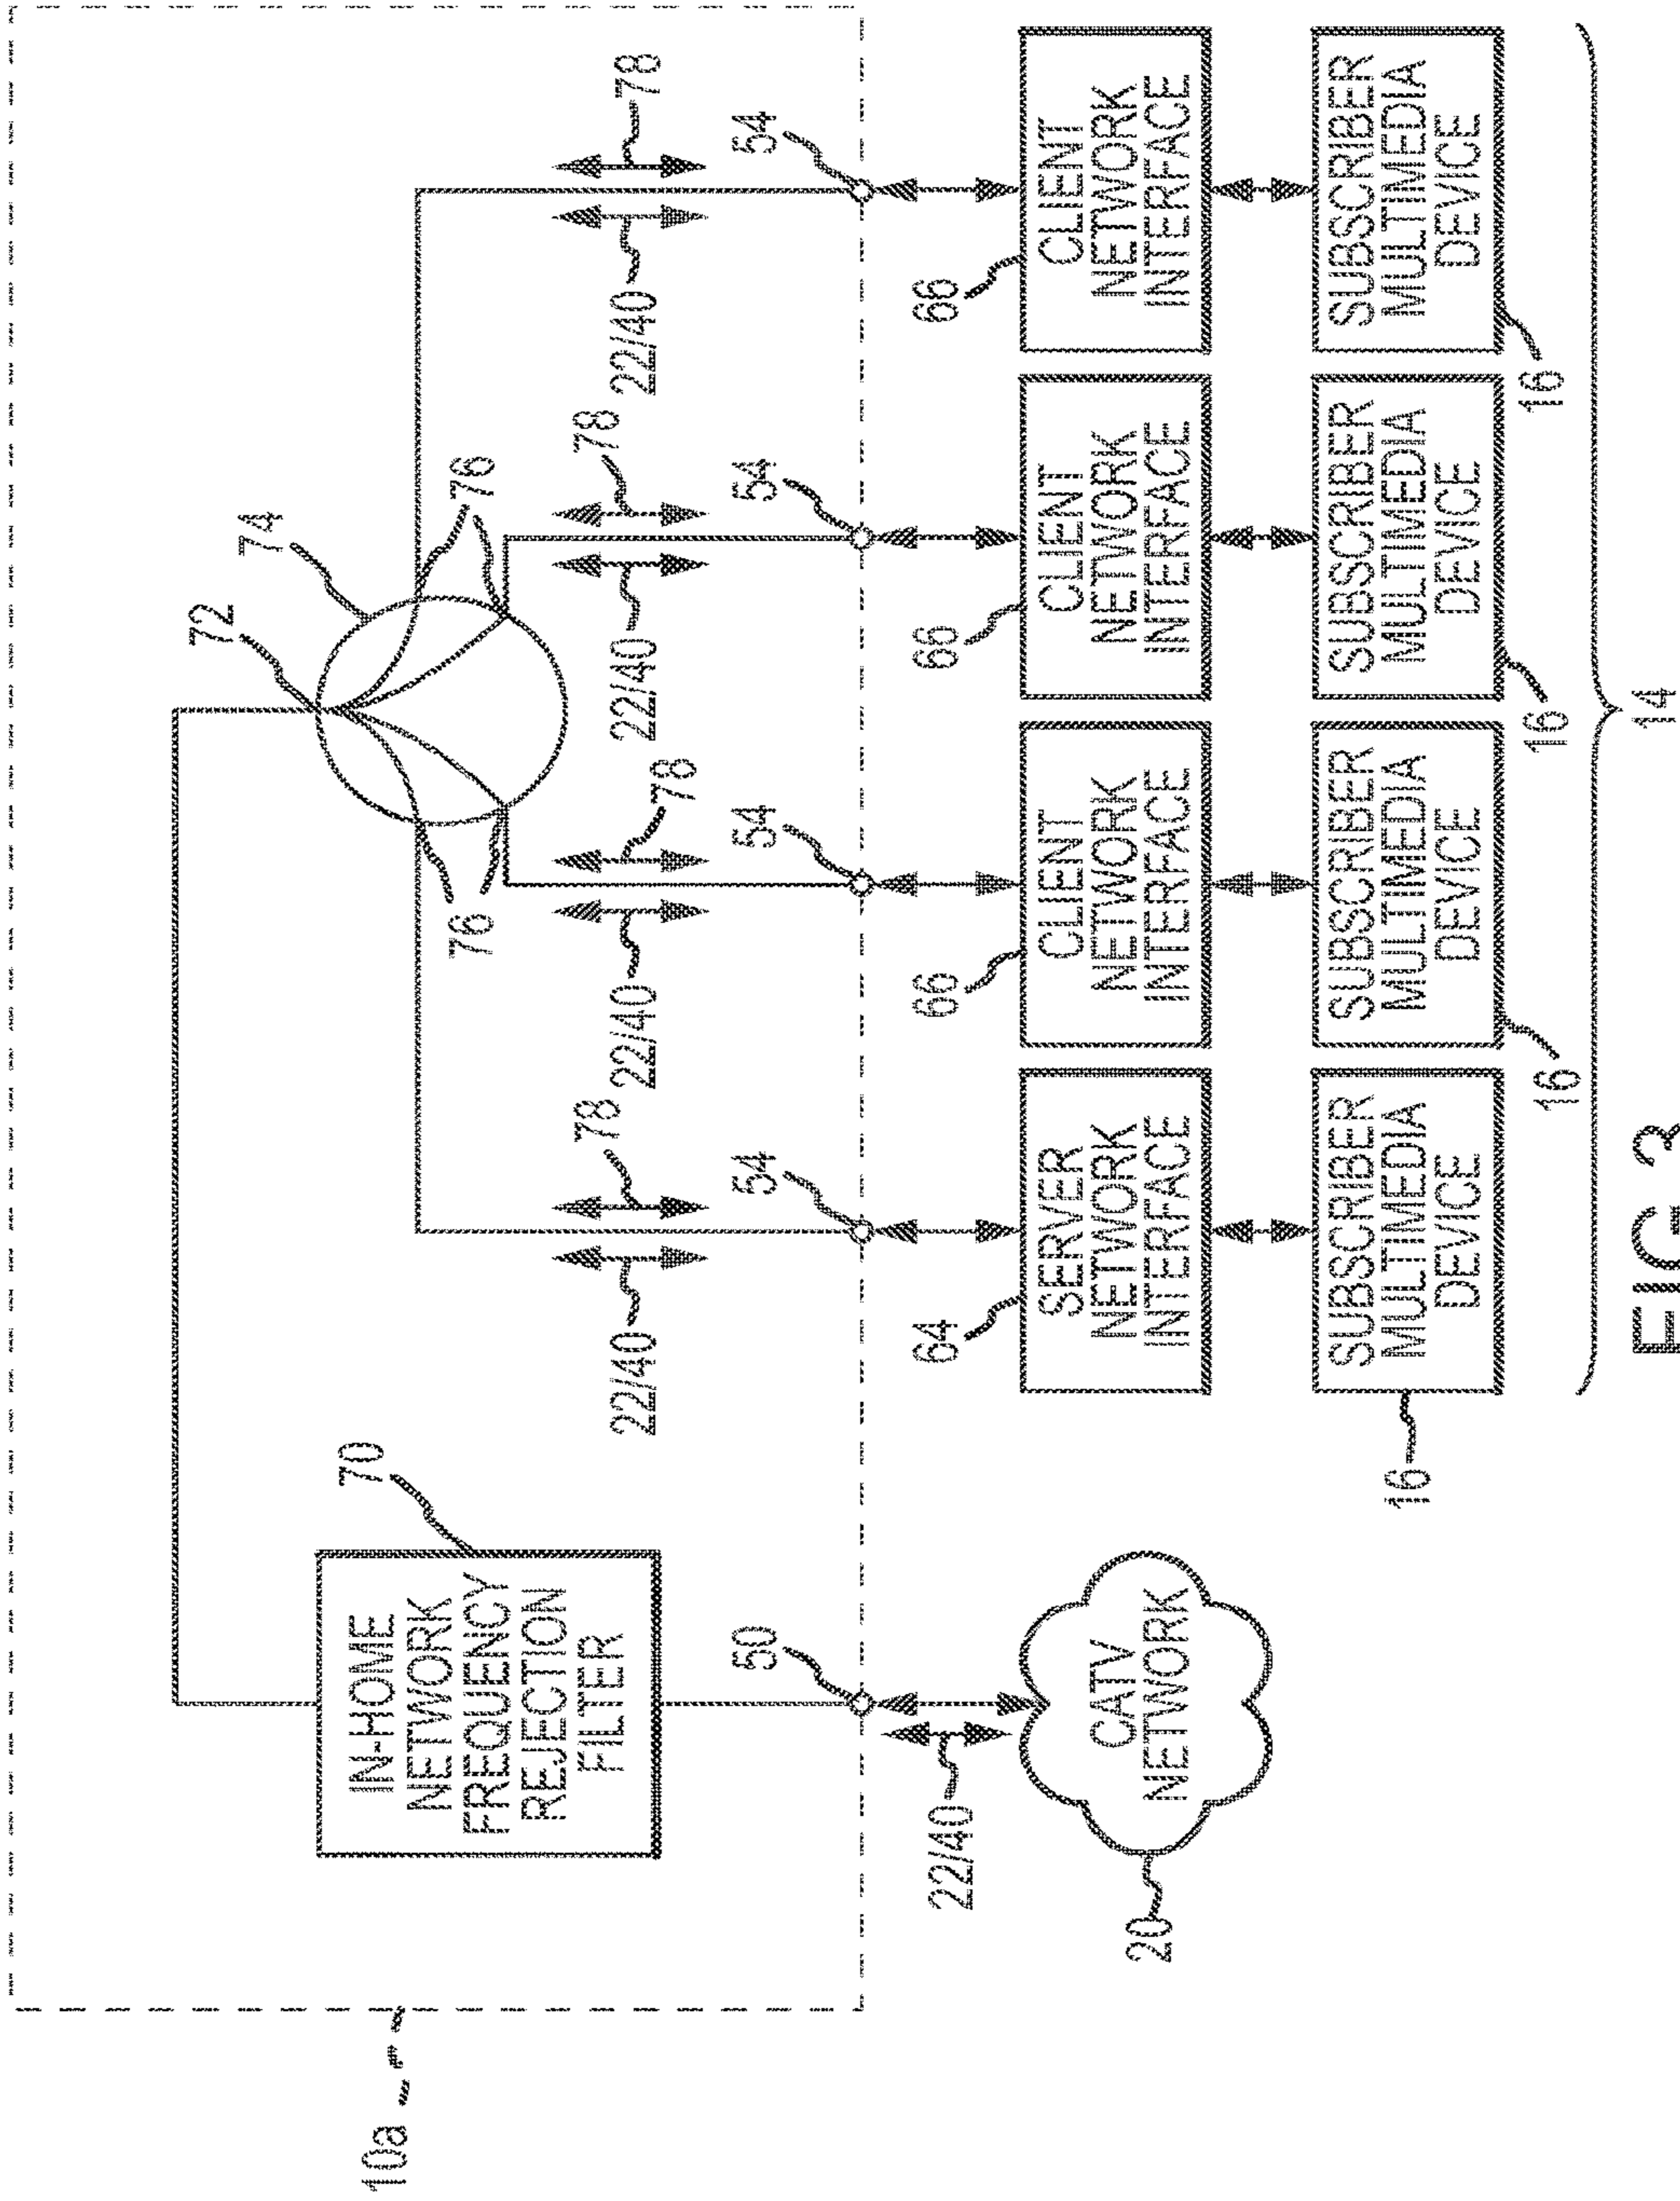 10a
IN-HOME
NETWORK
FREQUENCY
REJECTION
FILTER
70
72
74
76
76
78
78
78
78
22/40
22/40
22/40
22/40
50
54
54
54
54
22/40
20
CATV
NETWORK
64
SERVER
NETWORK
INTERFACE
66
CLIENT
NETWORK
INTERFACE
66
CLIENT
NETWORK
INTERFACE
66
CLIENT
NETWORK
INTERFACE
16
SUBSCRIBER
MULTIMEDIA
DEVICE
16
SUBSCRIBER
MULTIMEDIA
DEVICE
16
SUBSCRIBER
MULTIMEDIA
DEVICE
16
SUBSCRIBER
MULTIMEDIA
DEVICE
14
FIG 3